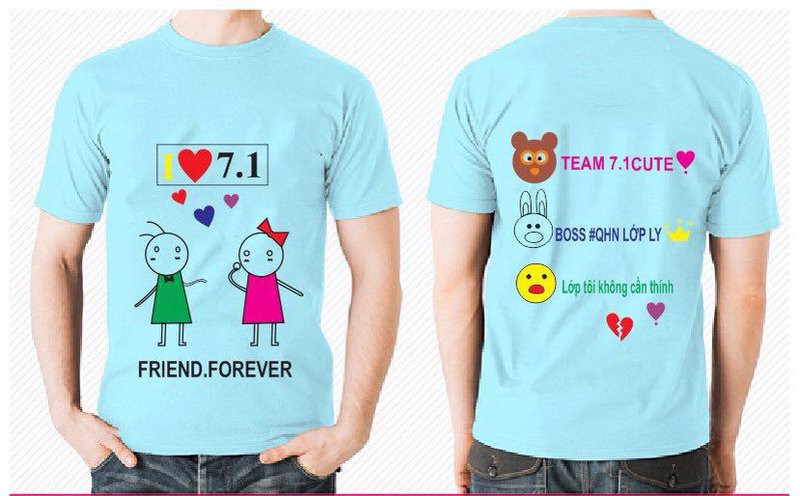 I ❤ 7.1
FRIEND.FOREVER
TEAM 7.1CUTE
BOSS #QHN LỚP LY
Lớp tôi không cần thính